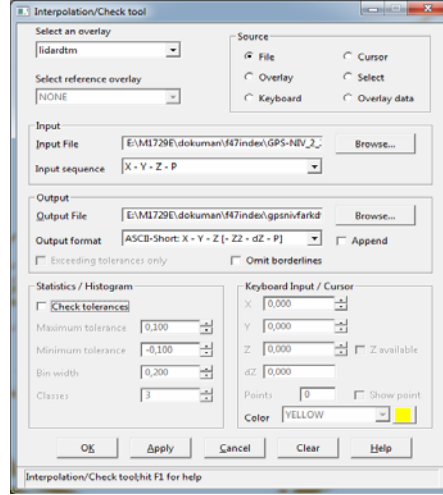 Interpolation/Check tool
Select an overlay
lidardtm
Select reference overlay
NONE
Source
File
Cursor
Overlay
Select
Keyboard
Overlay data
Input
Input File
E:\M1729E\dokuman\f47index\GPS-NIV_2_
Browse...
Input sequence
X - Y - Z - P
Output
Output File
E:\M1729E\dokuman\f47index\gpsnivfarkd
Browse...
Output format
ASCII-Short: X - Y - Z [- Z2 - dZ - P]
Append
Exceeding tolerances only
Omit borderlines
Statistics / Histogram
Check tolerances
Maximum tolerance
0,100
Minimum tolerance
-0,100
Bin width
0,200
Classes
3
Keyboard Input / Cursor
X
0,000
Y
0,000
Z
0,000
Z available
dZ
0,000
Points
0
Show point
Color
YELLOW
OK
Apply
Cancel
Clear
Help
Interpolation/Check tool;hit F1 for help